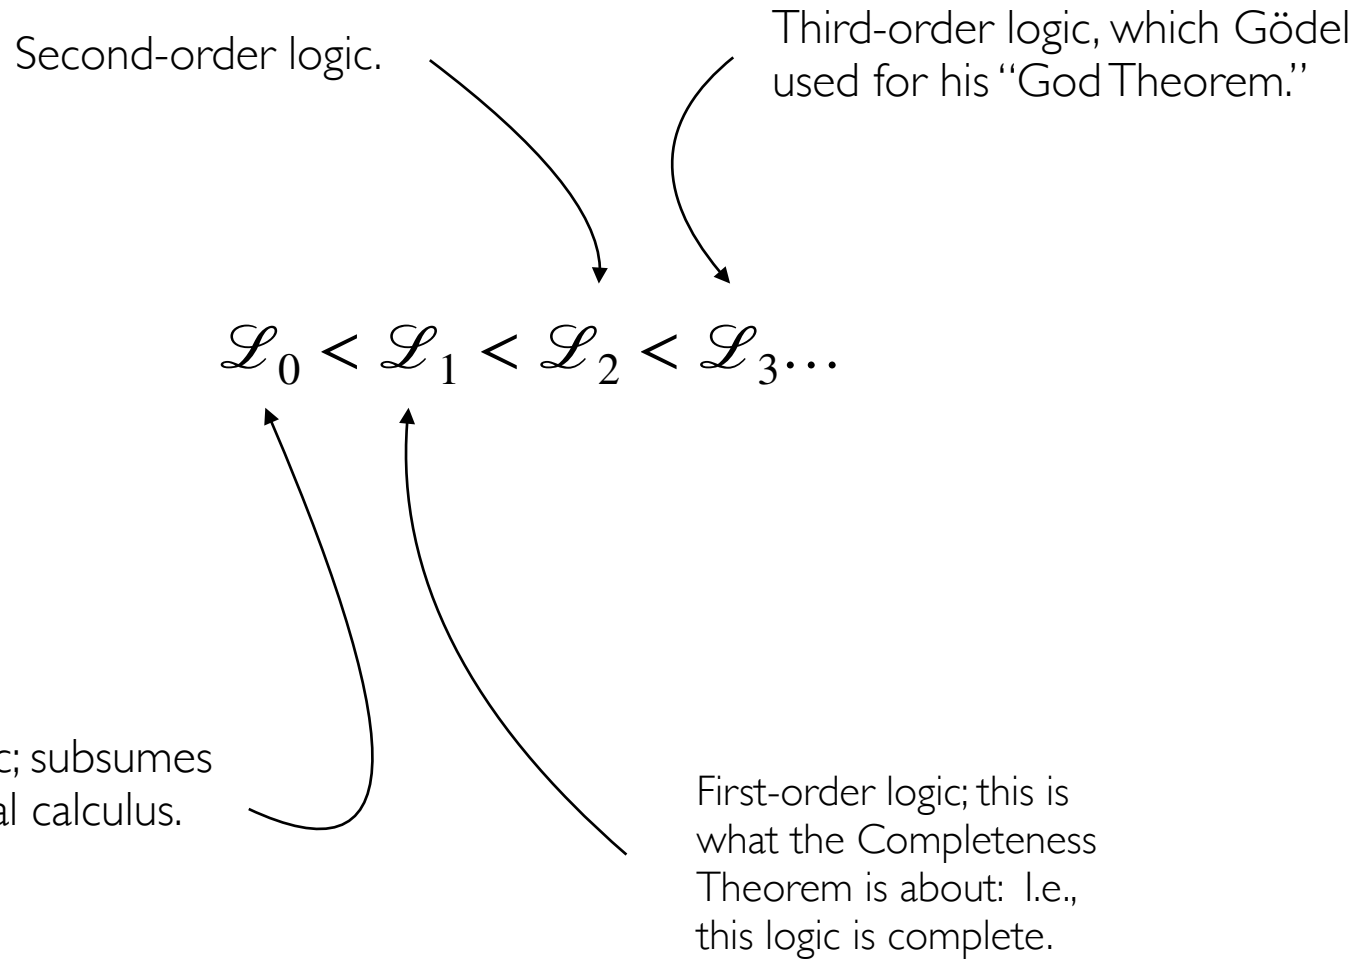 Second-order logic.
Third-order logic, which Gödel
used for his “God Theorem.”
ℒ0 < ℒ1 < ℒ2 < ℒ3…
; subsumes
calculus.
First-order logic; this is
what the Completeness
Theorem is about: I.e.,
this logic is complete.